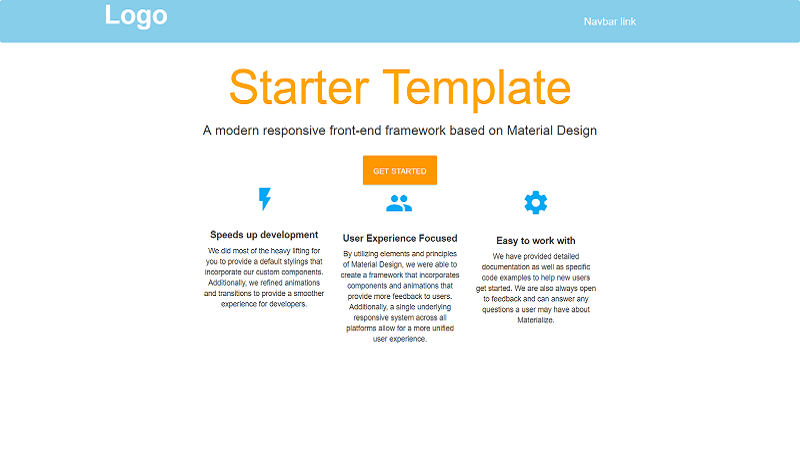 Logo
Navbar link
Starter Template
A modern responsive front-end framework based on Material Design
GET STARTED
Speeds up development
We did most of the heavy lifting for
you to provide a default stylings that
incorporate our custom components.
Additionally, we refined animations
and transitions to provide a smoother
experience for developers.
User Experience Focused
By utilizing elements and principles
of Material Design, we were able to
create a framework that incorporates
components and animations that
provide more feedback to users.
Additionally, a single underlying
responsive system across all
platforms allow for a more unified
user experience.
Easy to work with
We have provided detailed
documentation as well as specific
code examples to help new users
get started. We are also always open
to feedback and can answer any
questions a user may have about
Materialize.